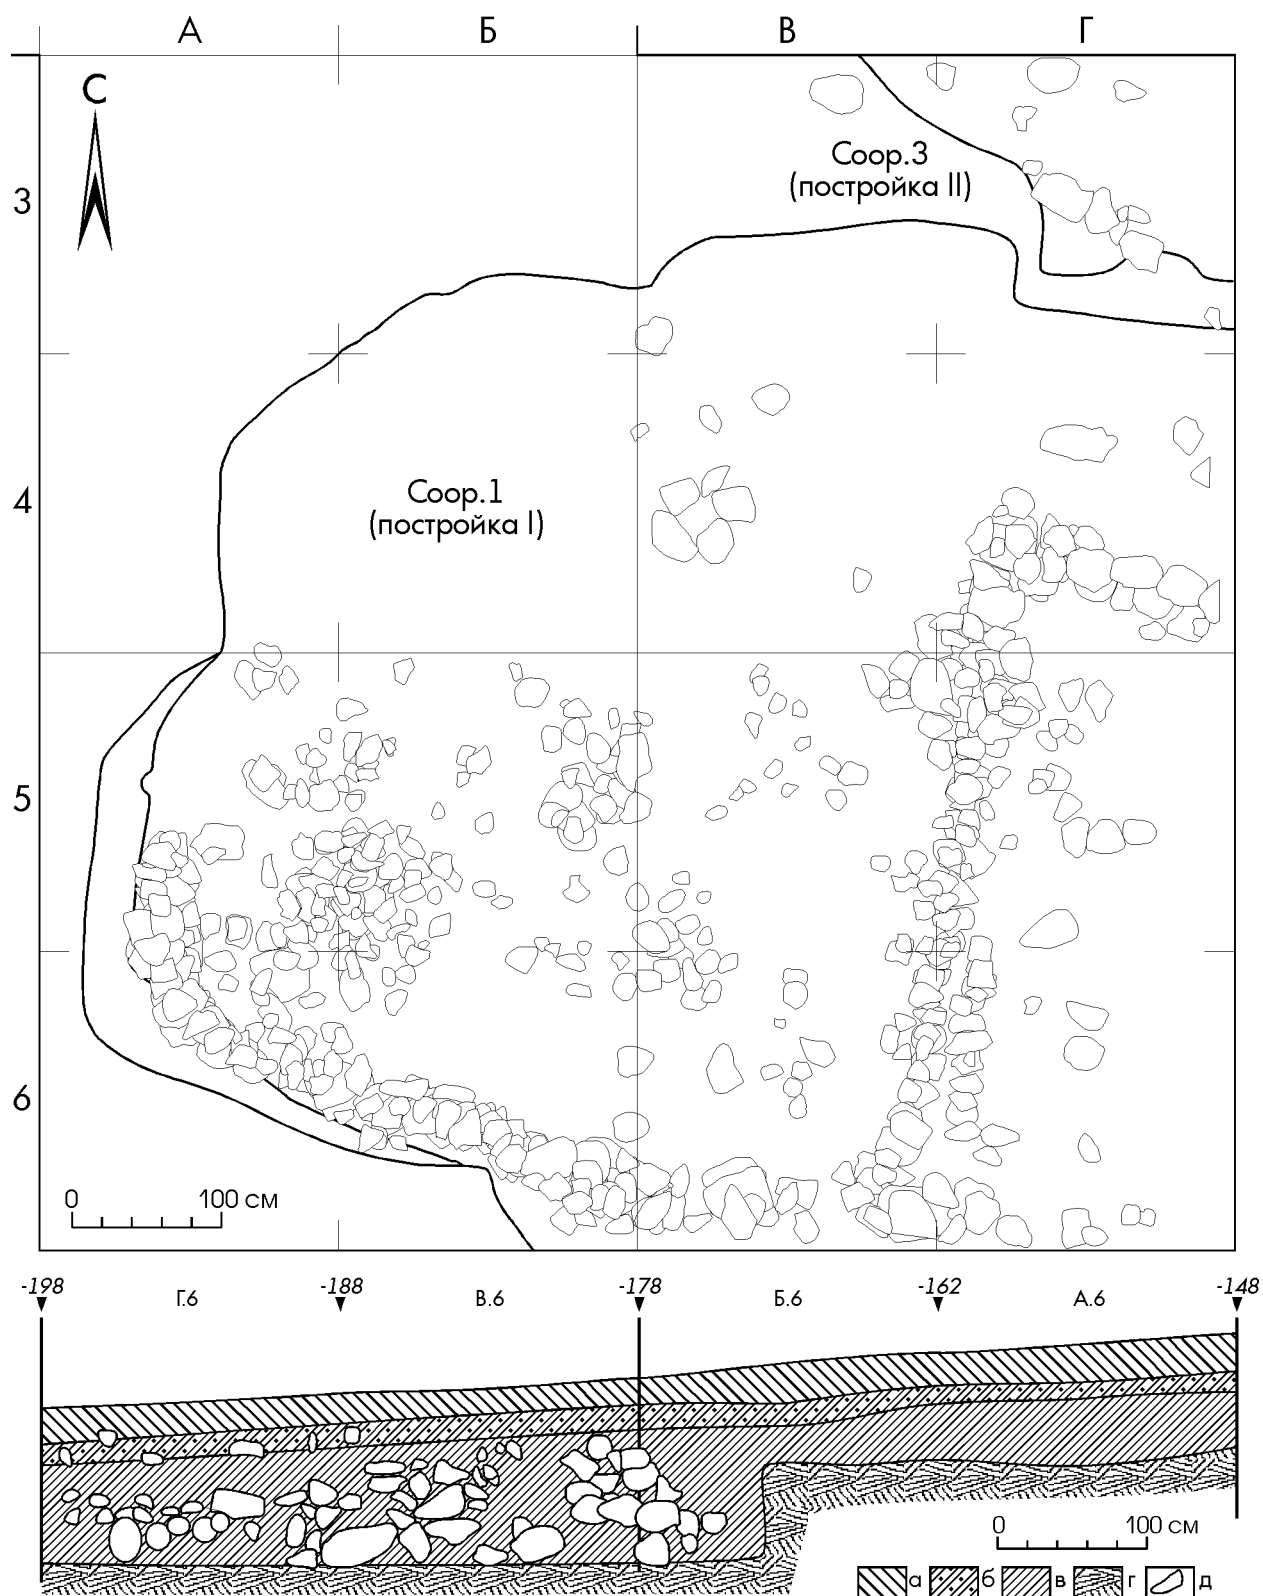 А Б В Г
С
3
Соор.3
(постройка II)
4
Соор.1
(постройка I)
5
6
0 100 см
-198 -188 -178 -162 -148
Г.6 В.6 Б.6 А.6
0 100 см
а б в г д